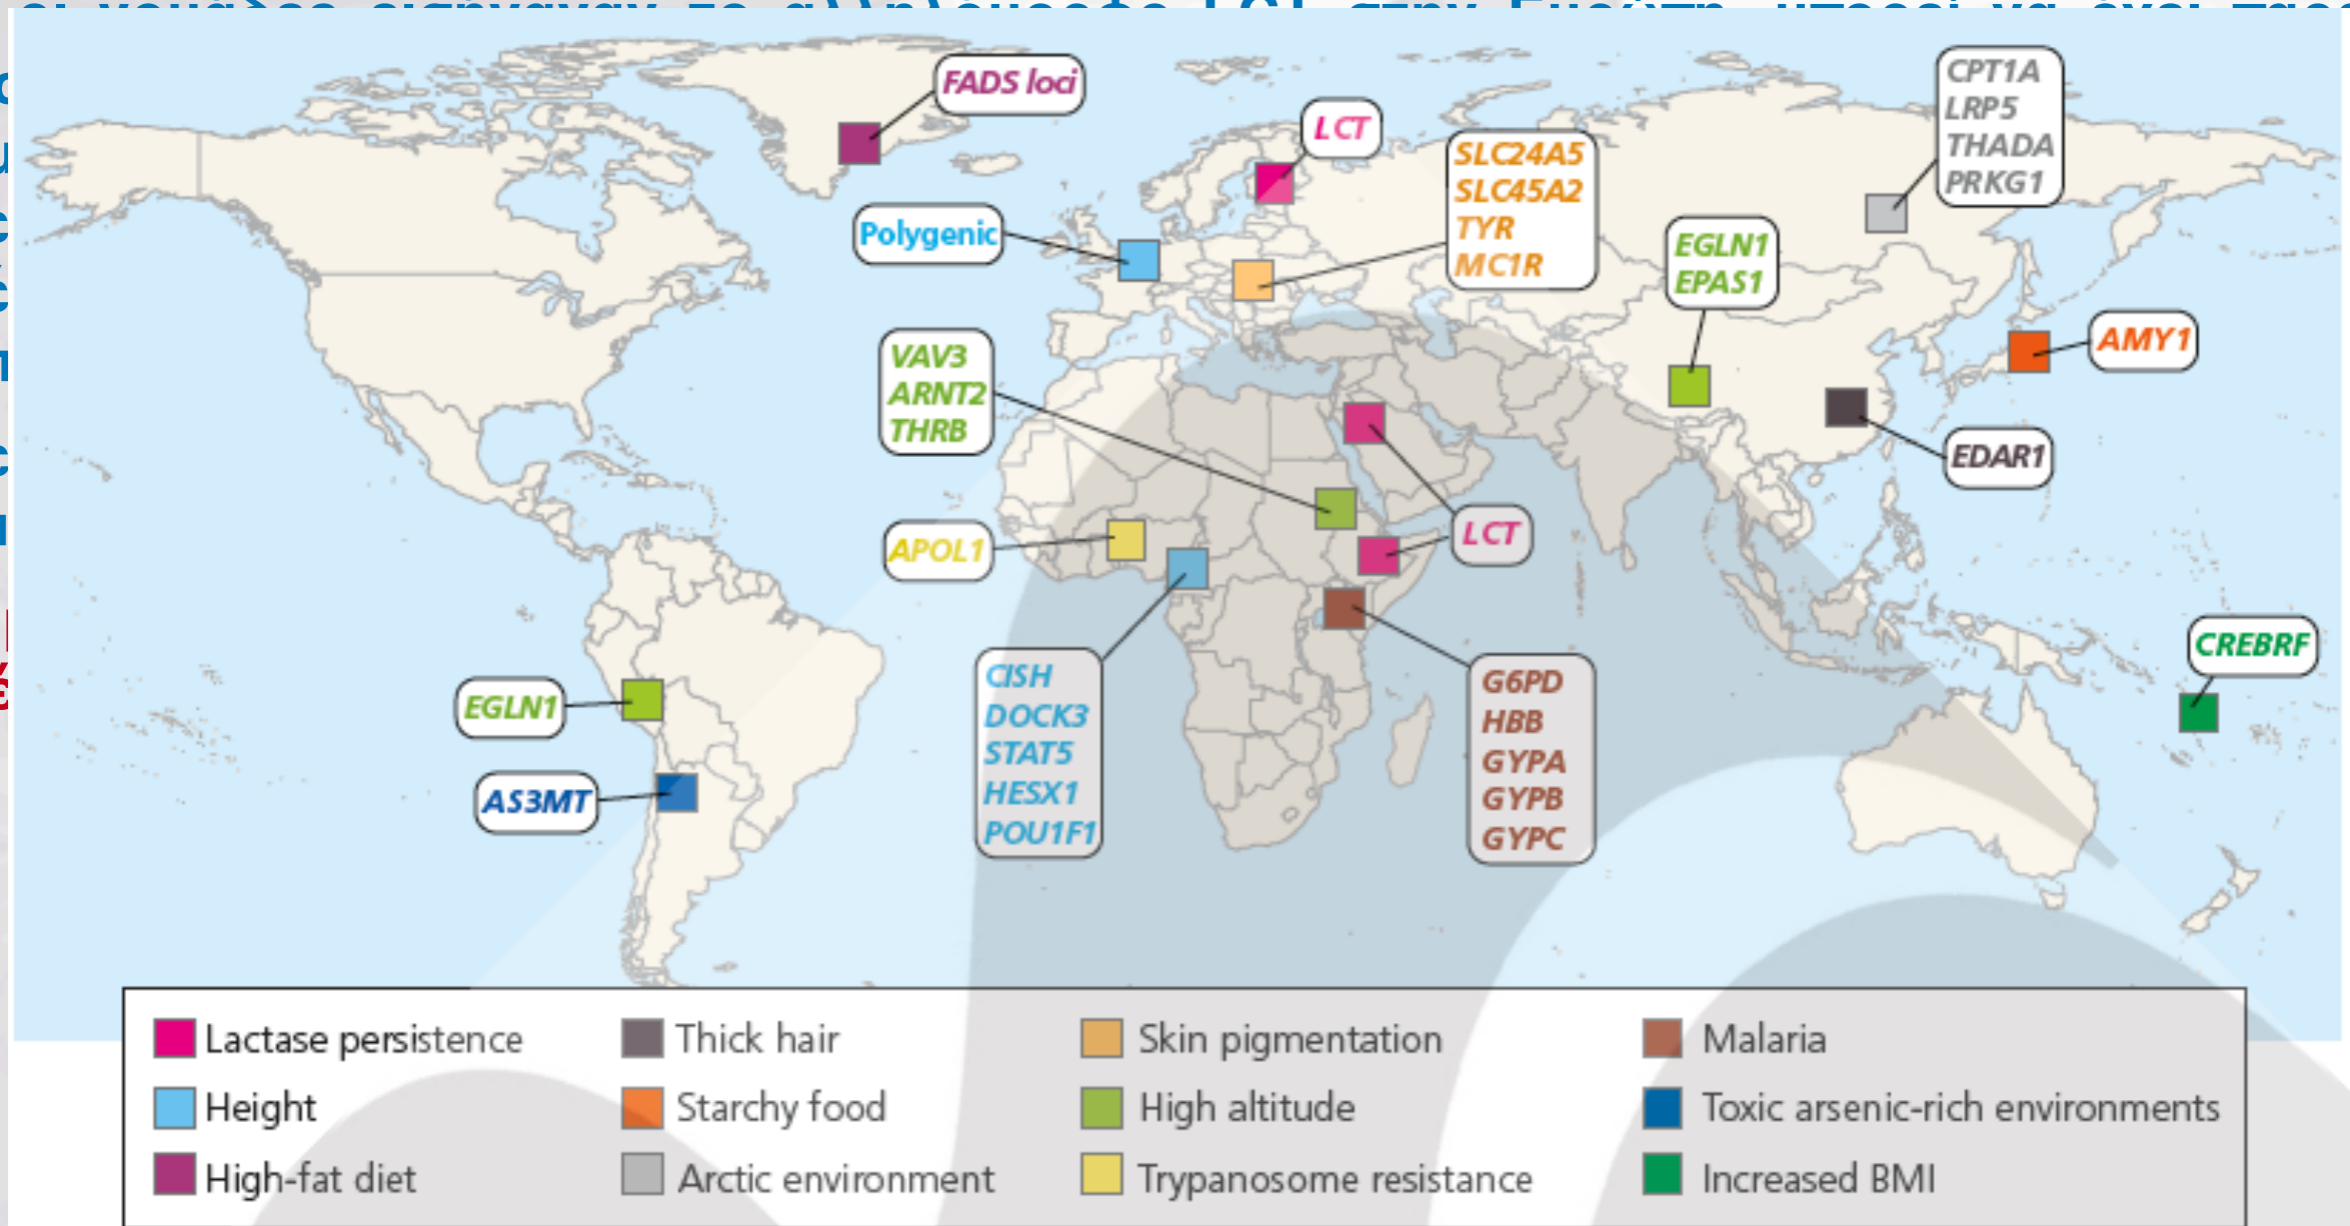 FADS loci
LCT
CPT1A
LRP5
THADA
PRKG1
SLC24A5
SLC45A2
TYR
MC1R
Polygenic
EGLN1
EPAS1
VAV3
ARNT2
THRB
AMY1
EDAR1
APOL1
LCT
CREBRF
CISH
DOCK3
STAT5
HESX1
POU1F1
G6PD
HBB
GYPA
GYPB
GYPC
EGLN1
AS3MT
Lactase persistence
Thick hair
Skin pigmentation
Malaria
Height
Starchy food
High altitude
Toxic arsenic-rich environments
High-fat diet
Arctic environment
Trypanosome resistance
Increased BMI